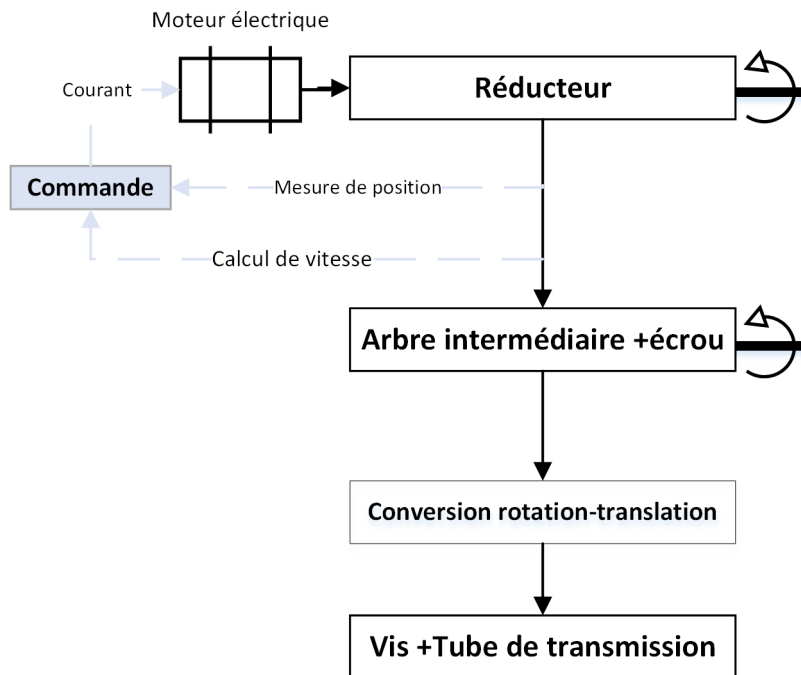 Moteur électrique
Courant
Réducteur
Commande
Mesure de position
Calcul de vitesse
Arbre intermédiaire +écrou
Conversion rotation-translation
Vis +Tube de transmission